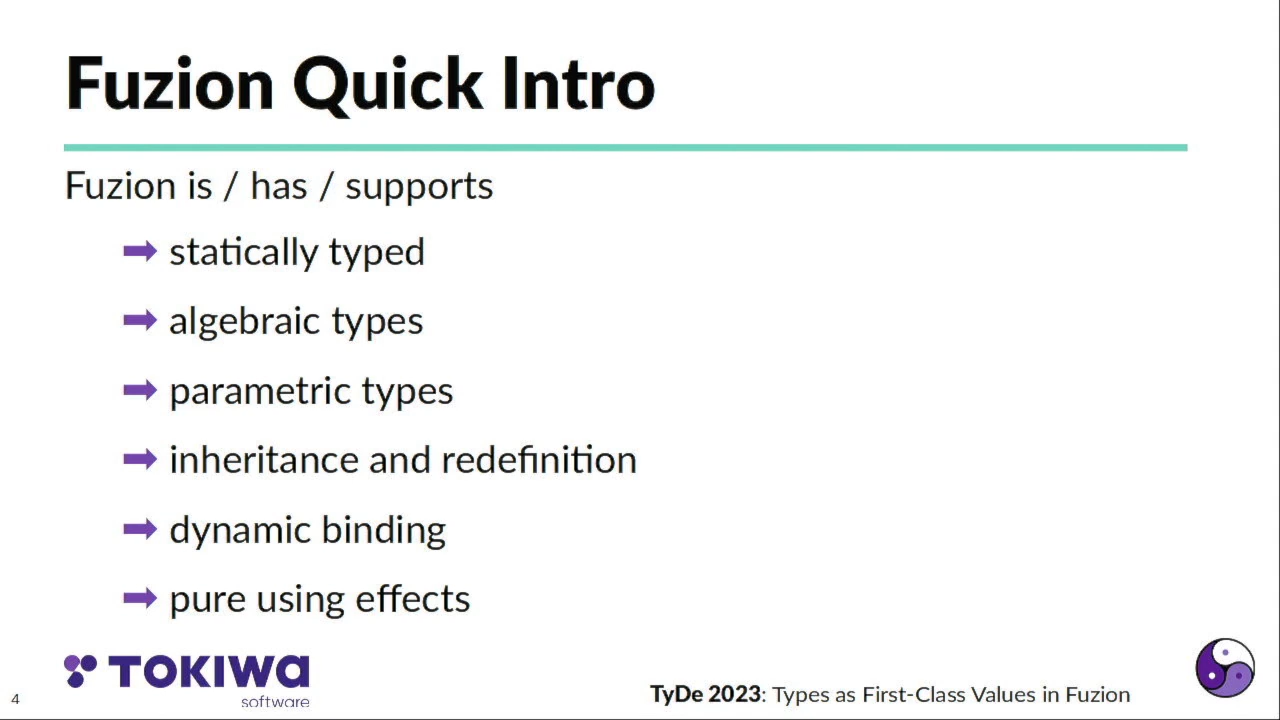 Fuzion Quick Intro
Fuzion is / has / supports
statically typed
algebraic types
parametric types
inheritance and redefinition
dynamic binding
pure using effects
TOKIWA
software
4
TyDe 2023: Types as First-Class Values in Fuzion